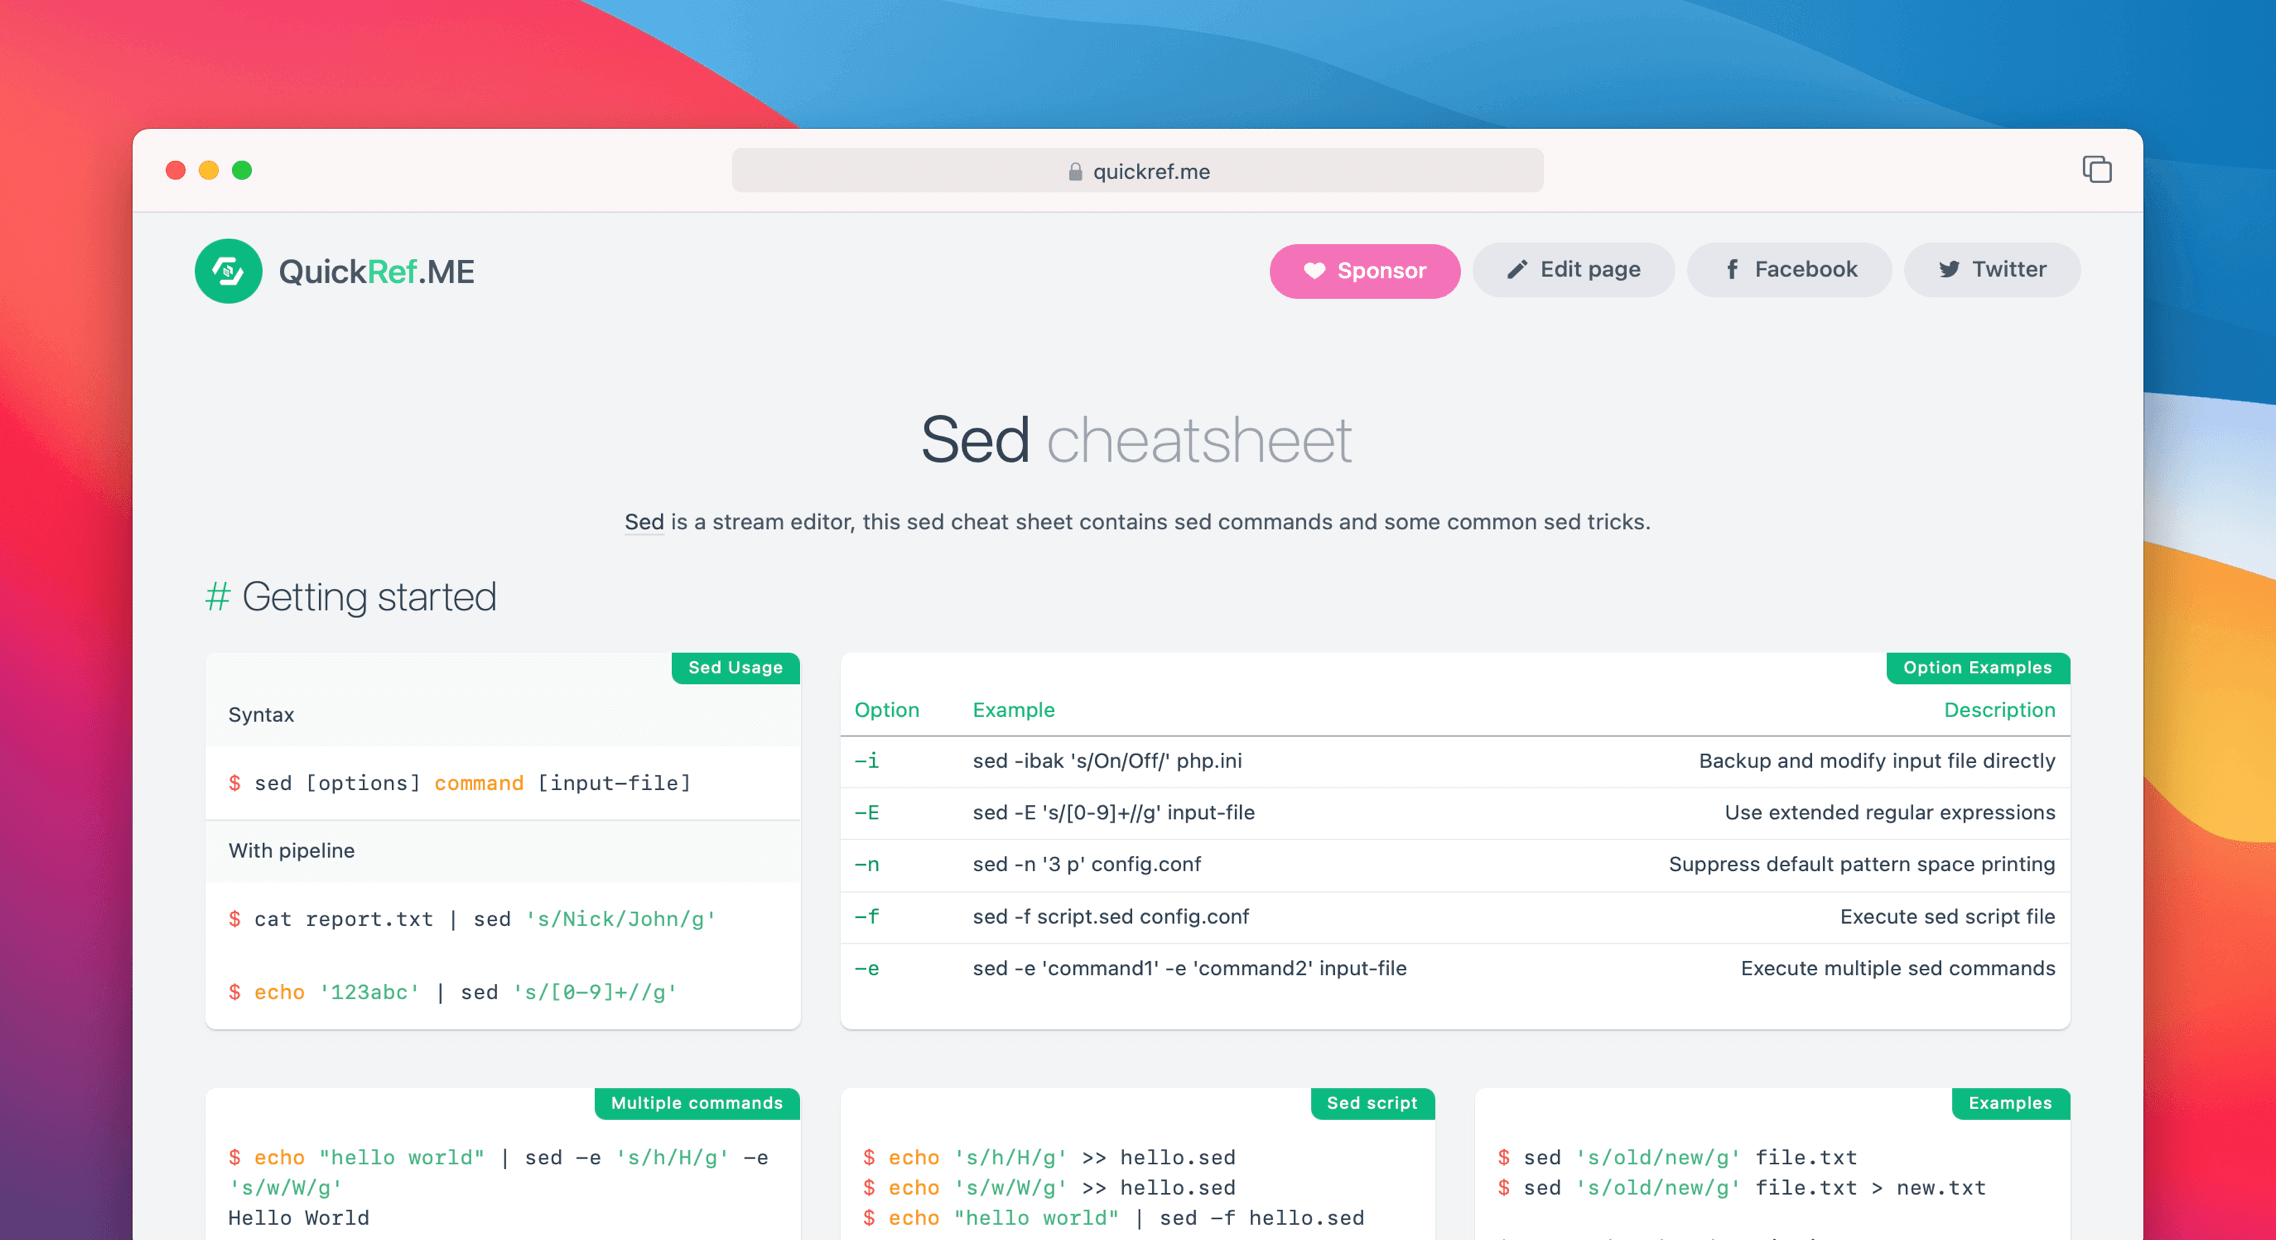 quickref.me
QuickRef.ME
Sponsor
Edit page
Facebook
Twitter
Sed cheatsheet
Sed is a stream editor, this sed cheat sheet contains sed commands and some common sed tricks.
# Getting started
Sed Usage
Syntax
$ sed [options] command [input-file]
With pipeline
$ cat report.txt | sed 's/Nick/John/g'
$ echo '123abc' | sed 's/[0-9]+//g'
Option Examples
Option Example Description
-i sed -ibak 's/On/Off/' php.ini Backup and modify input file directly
-E sed -E 's/[0-9]+//g' input-file Use extended regular expressions
-n sed -n '3 p' config.conf Suppress default pattern space printing
-f sed -f script.sed config.conf Execute sed script file
-e sed -e 'command1' -e 'command2' input-file Execute multiple sed commands
Multiple commands
$ echo "hello world" | sed -e 's/h/H/g' -e
's/w/W/g'
Hello World
Sed script
$ echo 's/h/H/g' >> hello.sed
$ echo 's/w/W/g' >> hello.sed
$ echo "hello world" | sed -f hello.sed
Examples
$ sed 's/old/new/g' file.txt
$ sed 's/old/new/g' file.txt > new.txt